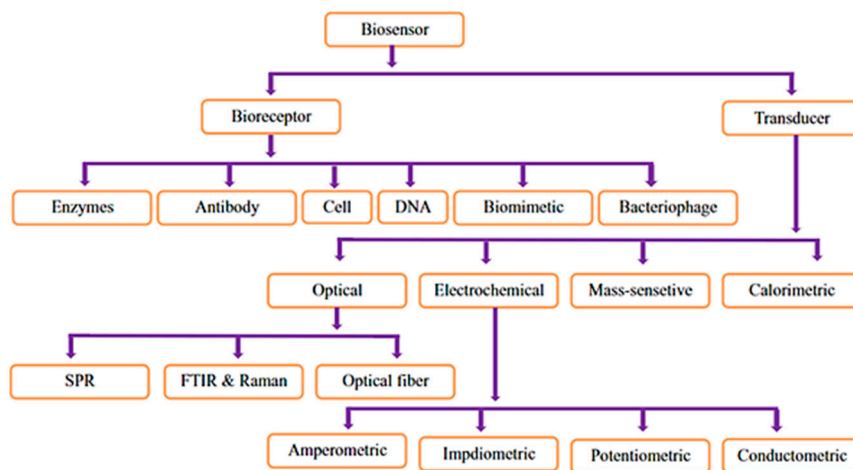 Biosensor
Bioreceptor
Transducer
Enzymes
Antibody
Cell
DNA
Biomimetic
Bacteriophage
Optical
Electrochemical
Mass-sensetive
Calorimetric
SPR
FTIR & Raman
Optical fiber
Amperometric
Impdiometric
Potentiometric
Conductometric